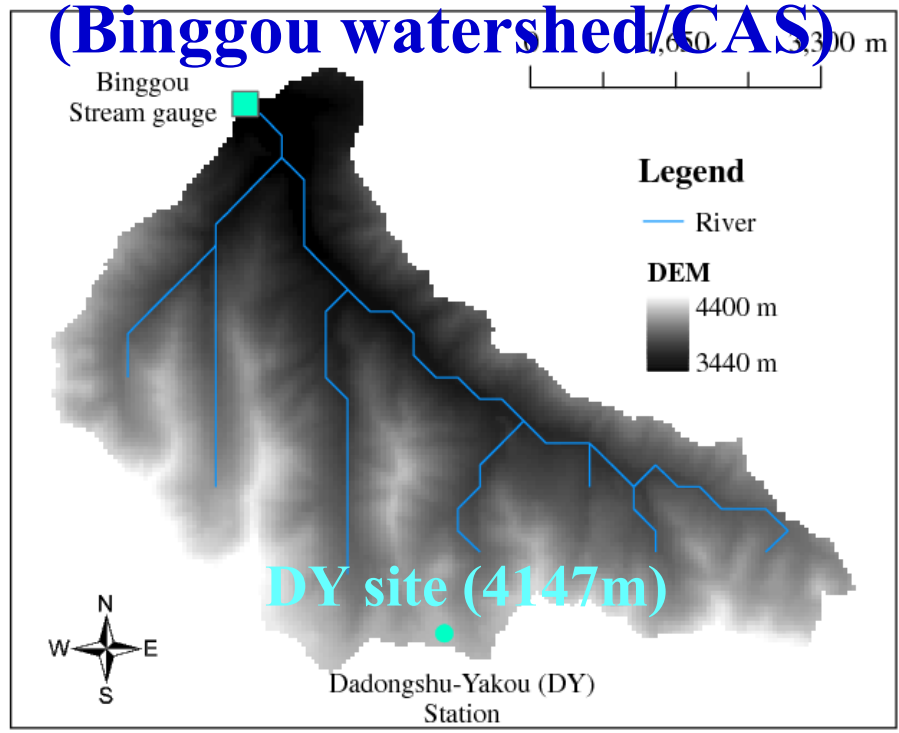 (Binggou watershed/CAS)
0 1,650 3,300 m
Binggou
Stream gauge
Legend
River
DEM
4400 m
3440 m
DY site (4147m)
N
W E
S
Dadongshu-Yakou (DY)
Station